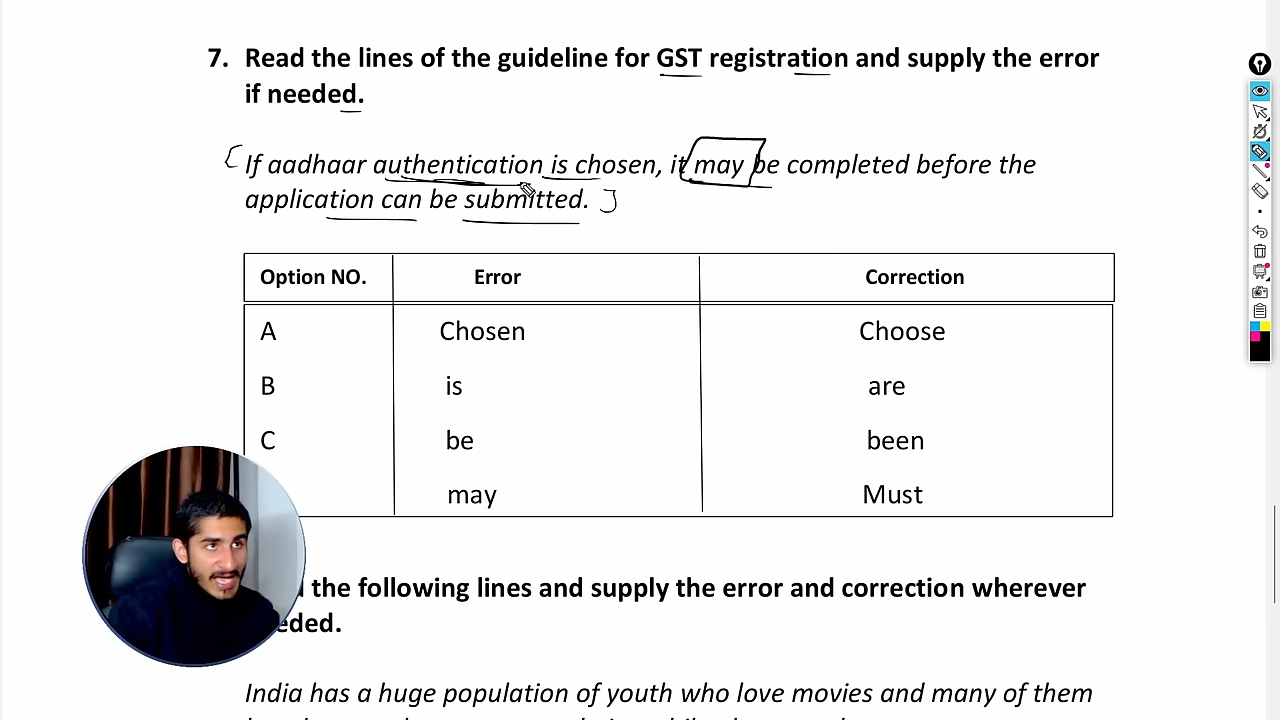 7. Read the lines of the guideline for GST registration and supply the error
if needed.
If aadhaar authentication is chosen, it may be completed before the
application can be submitted.
Option NO. Error Correction
A Chosen Choose
B is are
C be been
may Must
the following lines and supply the error and correction wherever
India has a huge population of youth who love movies and many of them